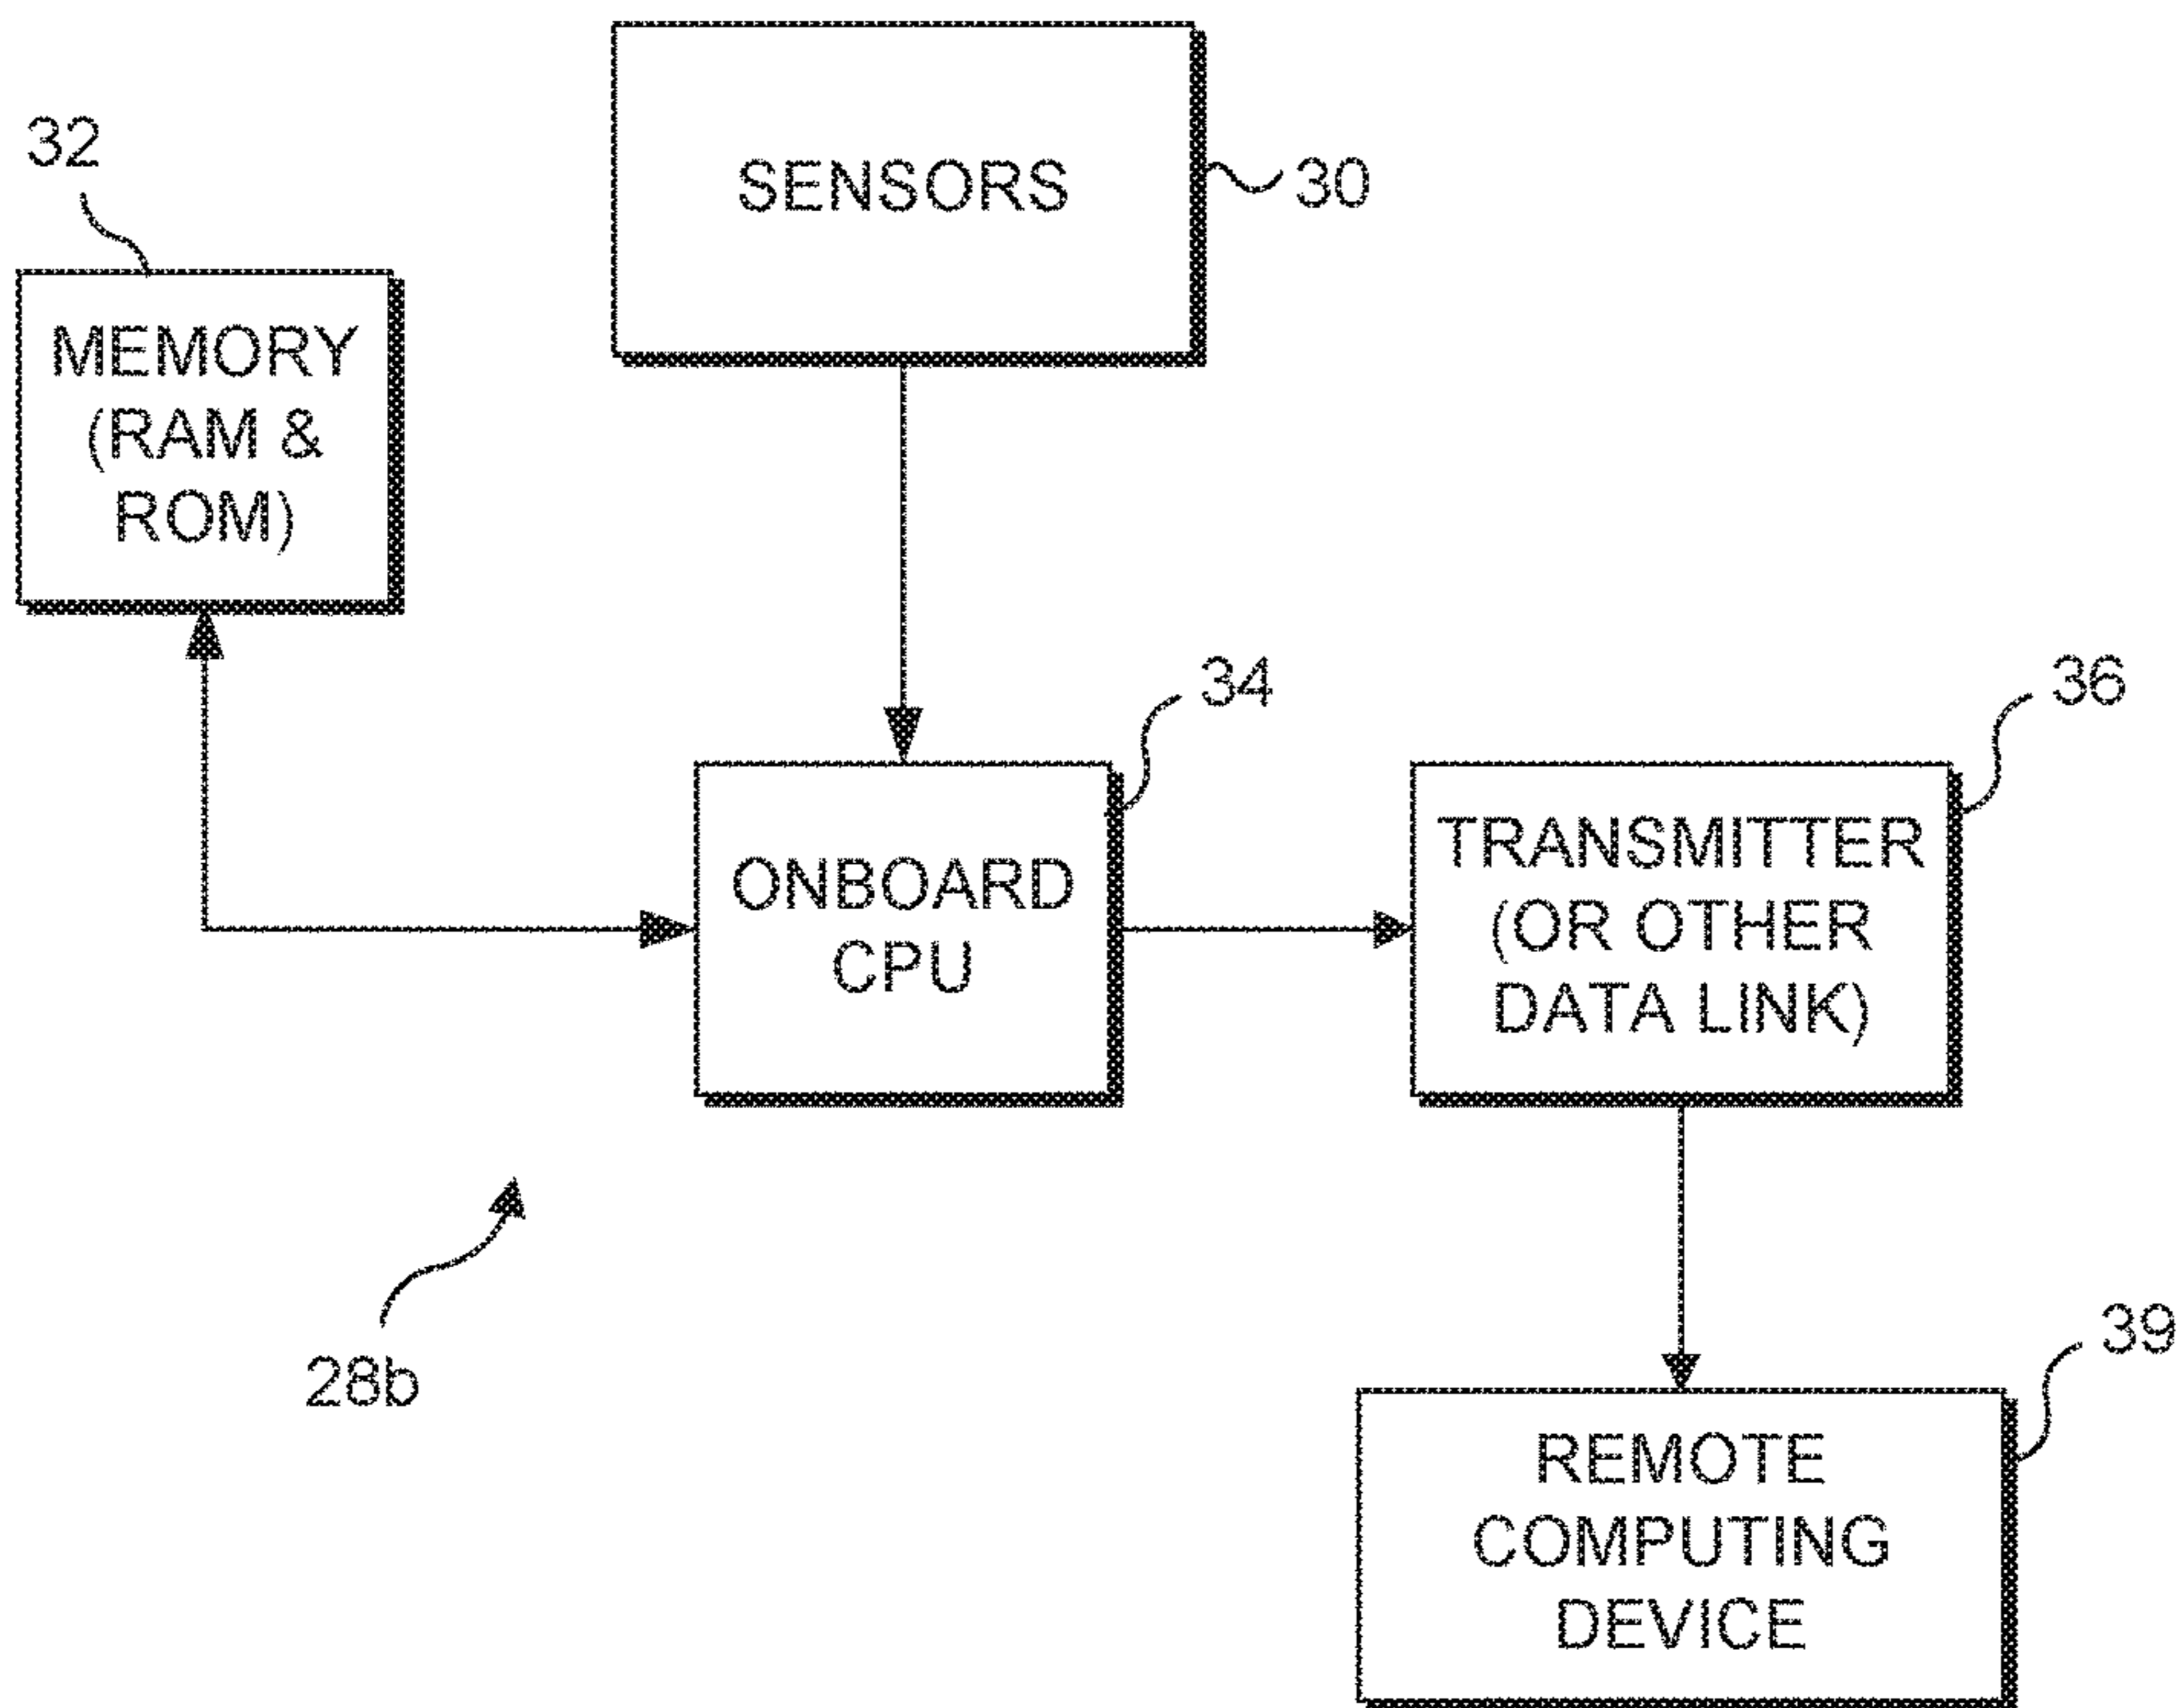 32
SENSORS
30
MEMORY
(RAM &
ROM)
34
36
ONBOARD
CPU
TRANSMITTER
(OR OTHER
DATA LINK)
28b
39
REMOTE
COMPUTING
DEVICE